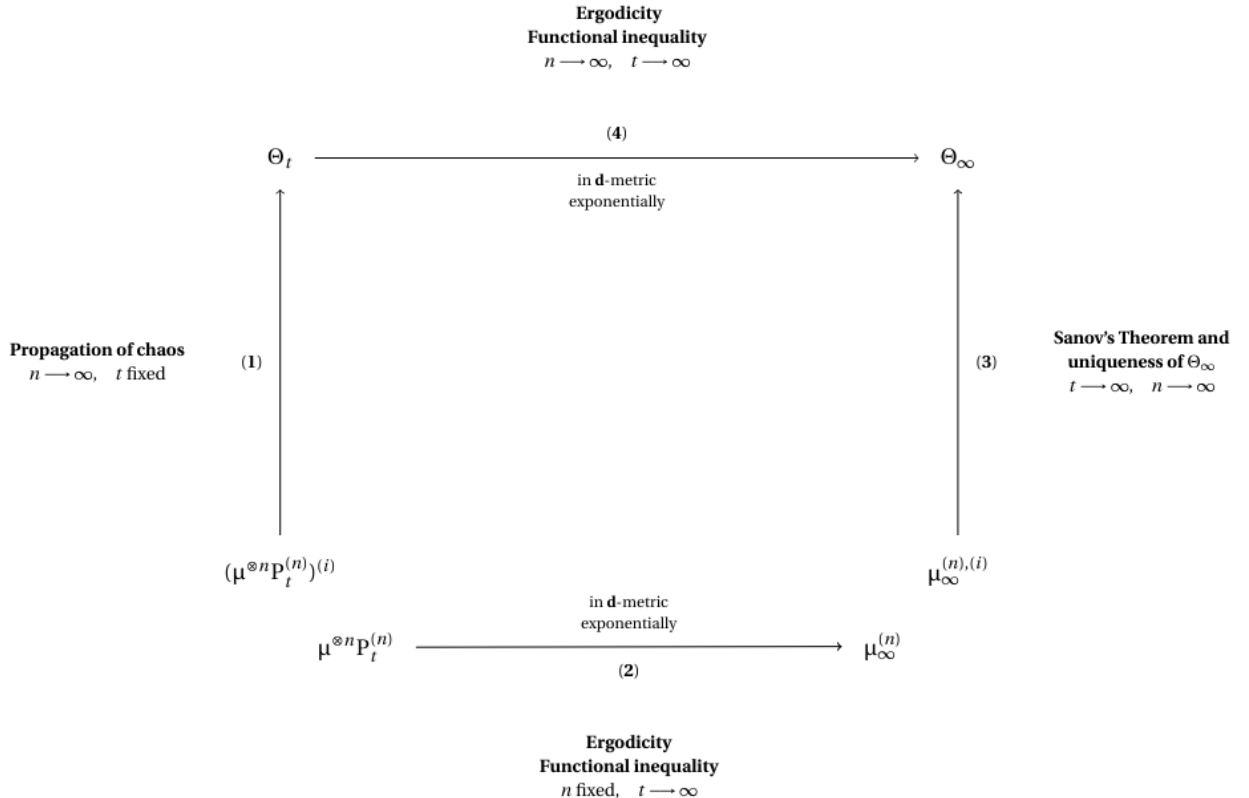 Ergodicity
Functional inequality
n ⟶ ∞, t ⟶ ∞
(4)
Θ_t
Θ_∞
in d-metric
exponentially
Propagation of chaos
n ⟶ ∞, t fixed
(1)
(3)
Sanov's Theorem and
uniqueness of Θ_∞
t ⟶ ∞, n ⟶ ∞
(μ^{⊗n}P_t^{(n)})^{(i)}
μ_∞^{(n),(i)}
in d-metric
exponentially
μ^{⊗n}P_t^{(n)}
μ_∞^{(n)}
(2)
Ergodicity
Functional inequality
n fixed, t ⟶ ∞